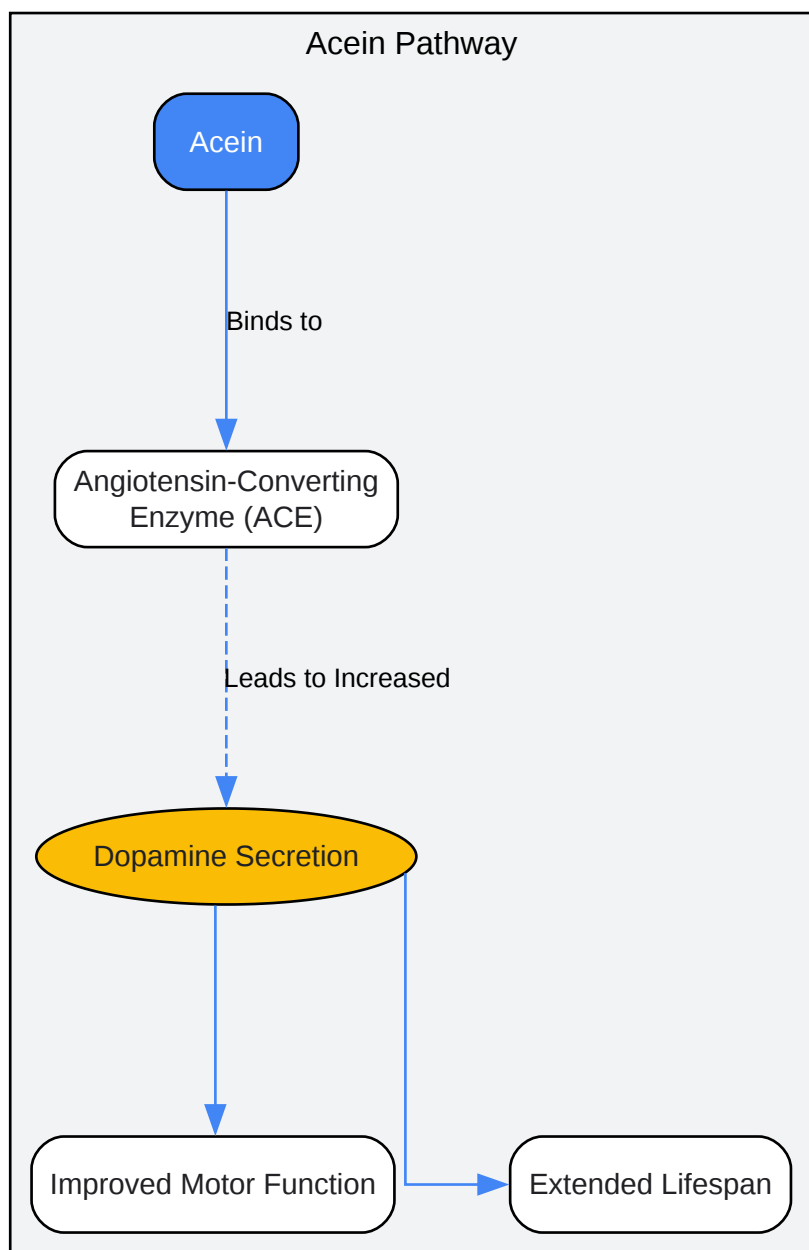 Acein Pathway
Acein
Binds to
Angiotensin-Converting
Enzyme (ACE)
Leads to Increased
Dopamine Secretion
Improved Motor Function
Extended Lifespan